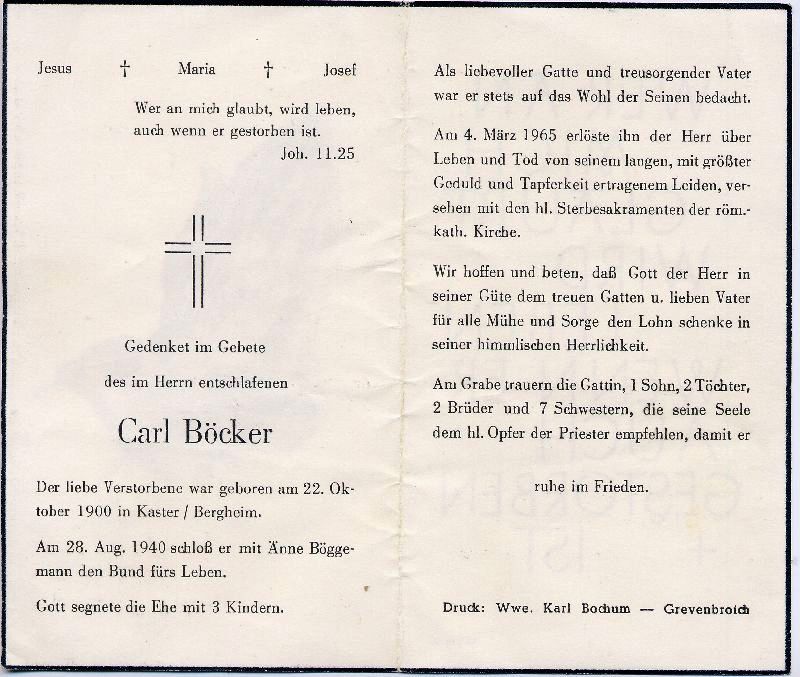 Jesus † Maria † Josef
Wer an mich glaubt, wird leben,
auch wenn er gestorben ist.
Joh. 11.25
Gedenket im Gebete
des im Herrn entschlafenen
Carl Böcker
Der liebe Verstorbene war geboren am 22. Ok-
tober 1900 in Kaster / Bergheim.
Am 28. Aug. 1940 schloß er mit Änne Bögge-
mann den Bund fürs Leben.
Gott segnete die Ehe mit 3 Kindern.
Als liebevoller Gatte und treusorgender Vater
war er stets auf das Wohl der Seinen bedacht.
Am 4. März 1965 erlöste ihn der Herr über
Leben und Tod von seinem langen, mit größter
Geduld und Tapferkeit ertragenem Leiden, ver-
sehen mit den hl. Sterbesakramenten der röm.-
kath. Kirche.
Wir hoffen und beten, daß Gott der Herr in
seiner Güte dem treuen Gatten u. lieben Vater
für alle Mühe und Sorge den Lohn schenke in
seiner himmlischen Herrlichkeit.
Am Grabe trauern die Gattin, 1 Sohn, 2 Töchter,
2 Brüder und 7 Schwestern, die seine Seele
dem hl. Opfer der Priester empfehlen, damit er
ruhe im Frieden.
Druck: Wwe. Karl Bochum — Grevenbroich